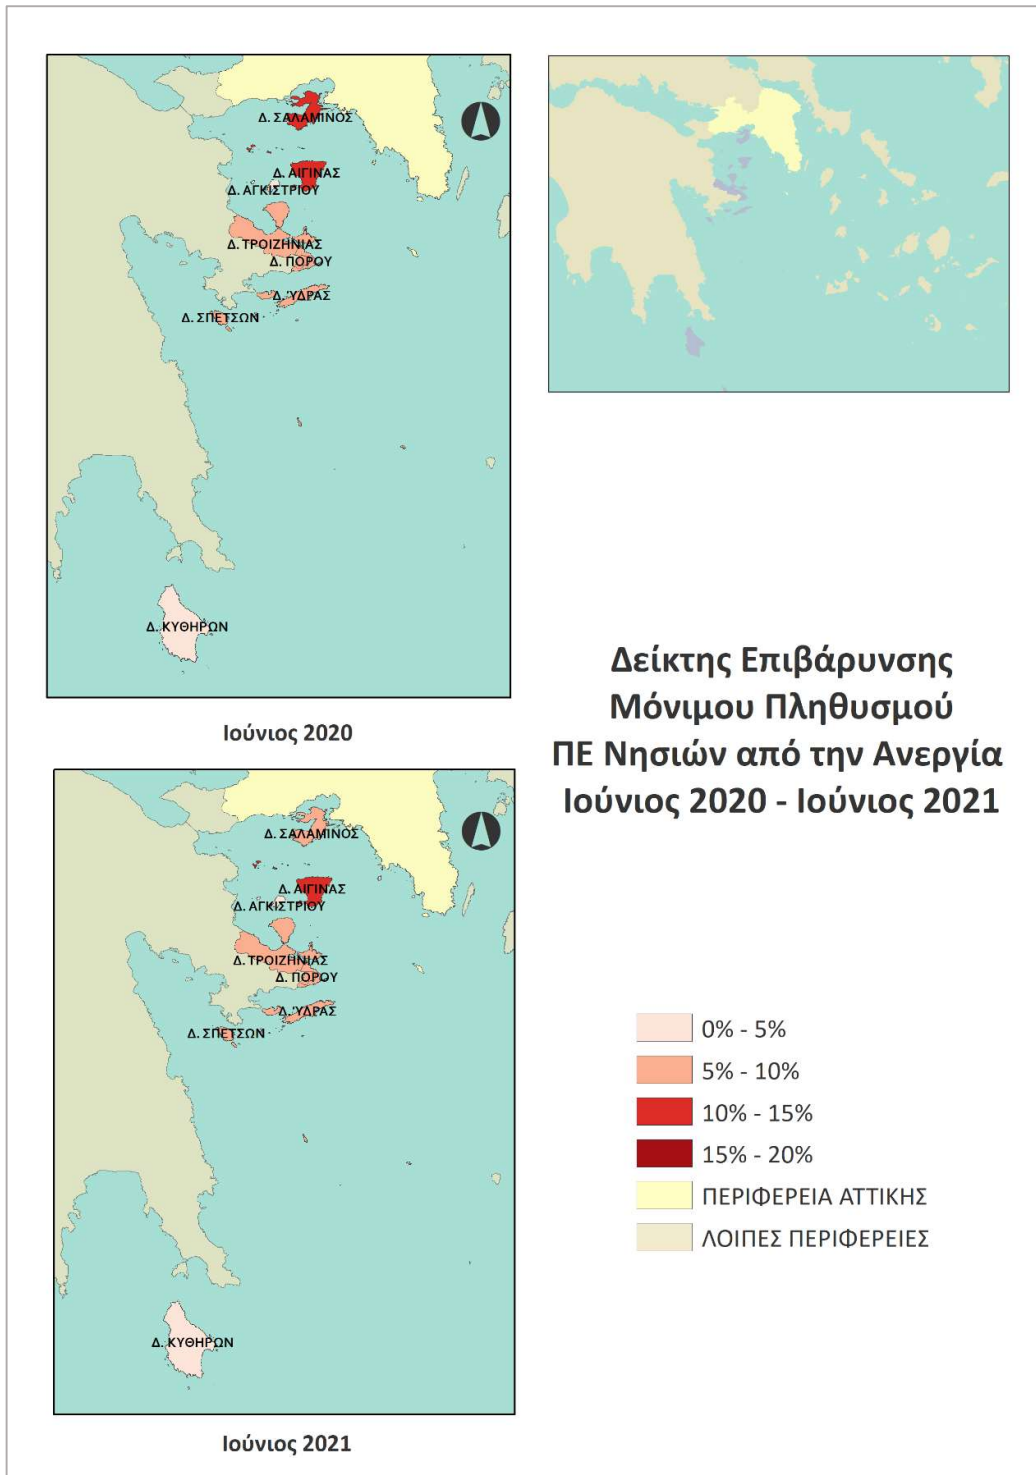 Δ. ΣΑΛΑΜΙΝΟΣ
Δ. ΑΙΓΙΝΑΣ
Δ. ΑΓΚΙΣΤΡΙΟΥ
Δ. ΤΡΟΙΖΗΝΙΑΣ
Δ. ΠΟΡΟΥ
Δ. ΎΔΡΑΣ
Δ. ΣΠΕΤΣΩΝ
Δ. ΚΥΘΗΡΩΝ
Ιούνιος 2020
Δείκτης Επιβάρυνσης
Μόνιμου Πληθυσμού
ΠΕ Νησιών από την Ανεργία
Ιούνιος 2020 - Ιούνιος 2021
Δ. ΣΑΛΑΜΙΝΟΣ
Δ. ΑΙΓΙΝΑΣ
Δ. ΑΓΚΙΣΤΡΙΟΥ
Δ. ΤΡΟΙΖΗΝΙΑΣ
Δ. ΠΟΡΟΥ
Δ. ΎΔΡΑΣ
Δ. ΣΠΕΤΣΩΝ
Δ. ΚΥΘΗΡΩΝ
Ιούνιος 2021
0% - 5%
5% - 10%
10% - 15%
15% - 20%
ΠΕΡΙΦΕΡΕΙΑ ΑΤΤΙΚΗΣ
ΛΟΙΠΕΣ ΠΕΡΙΦΕΡΕΙΕΣ